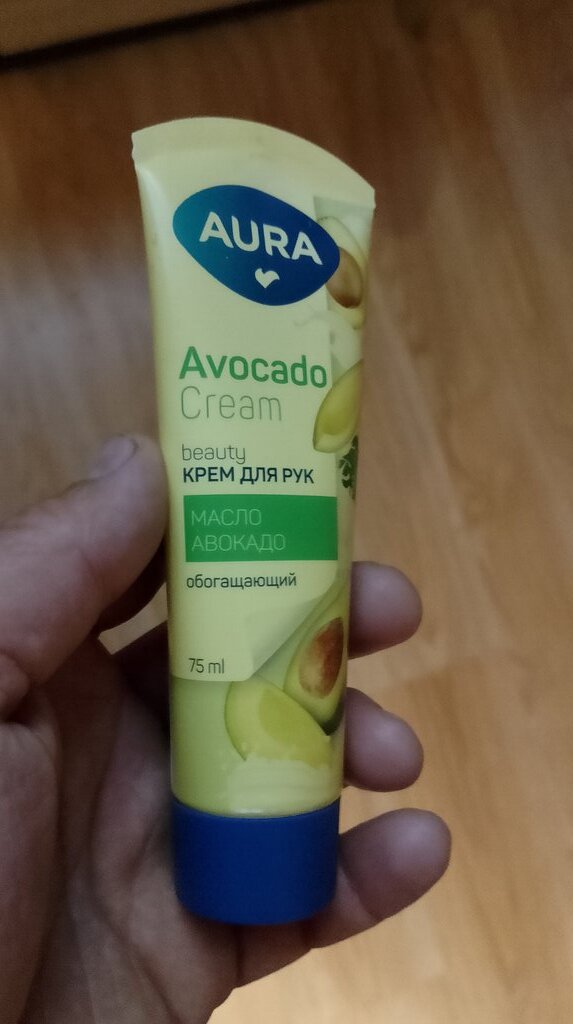 AURA
Avocado
Cream
beauty
КРЕМ ДЛЯ РУК
МАСЛО
АВОКАДО
обогащающий
75 ml